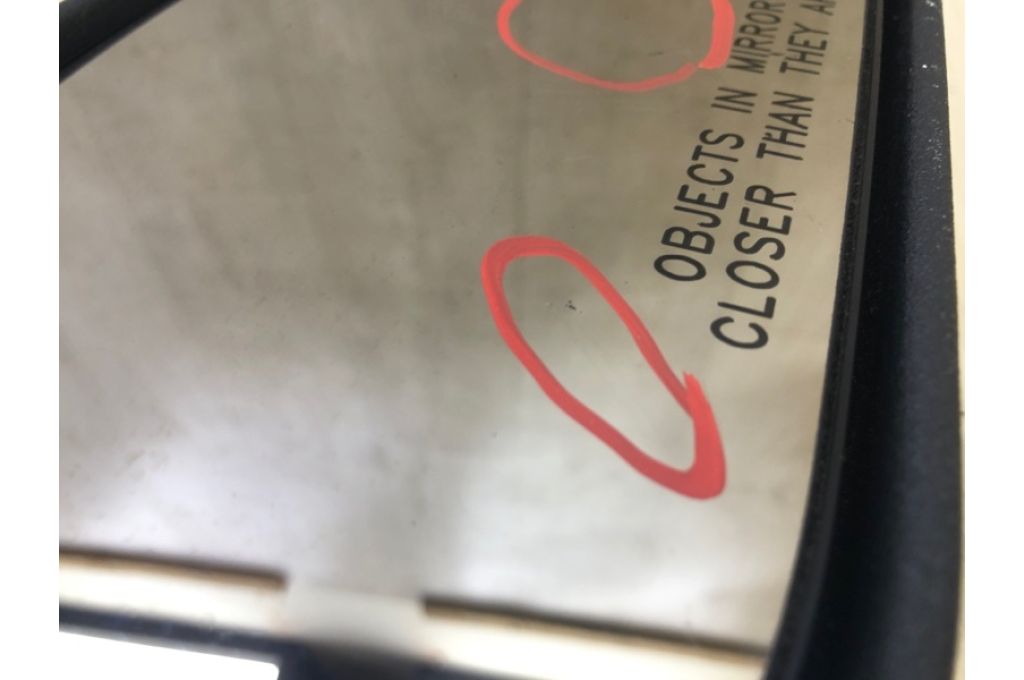 OBJECTS IN MIRROR
CLOSER THAN THEY